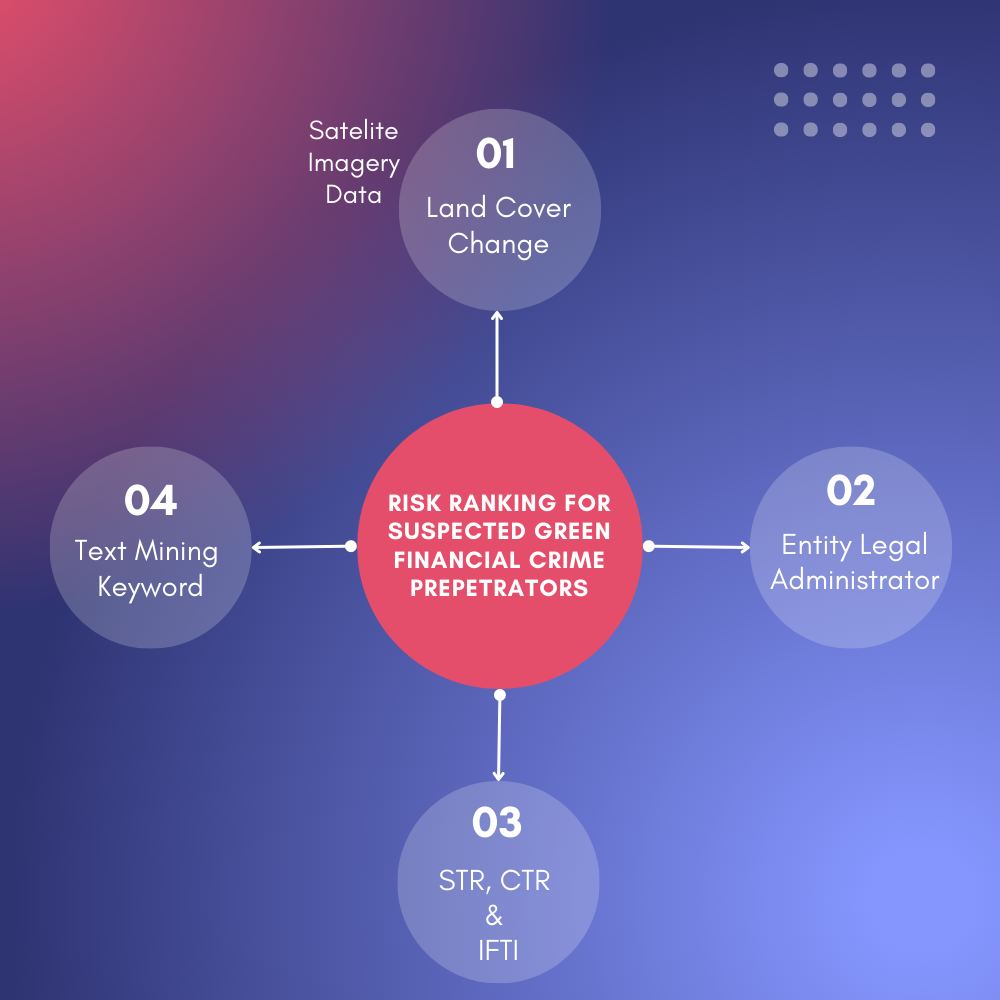 Satelite
Imagery
Data
01
Land Cover
Change
04
Text Mining
Keyword
RISK RANKING FOR
SUSPECTED GREEN
FINANCIAL CRIME
PREPETRATORS
02
Entity Legal
Administrator
03
STR, CTR
&
IFTI